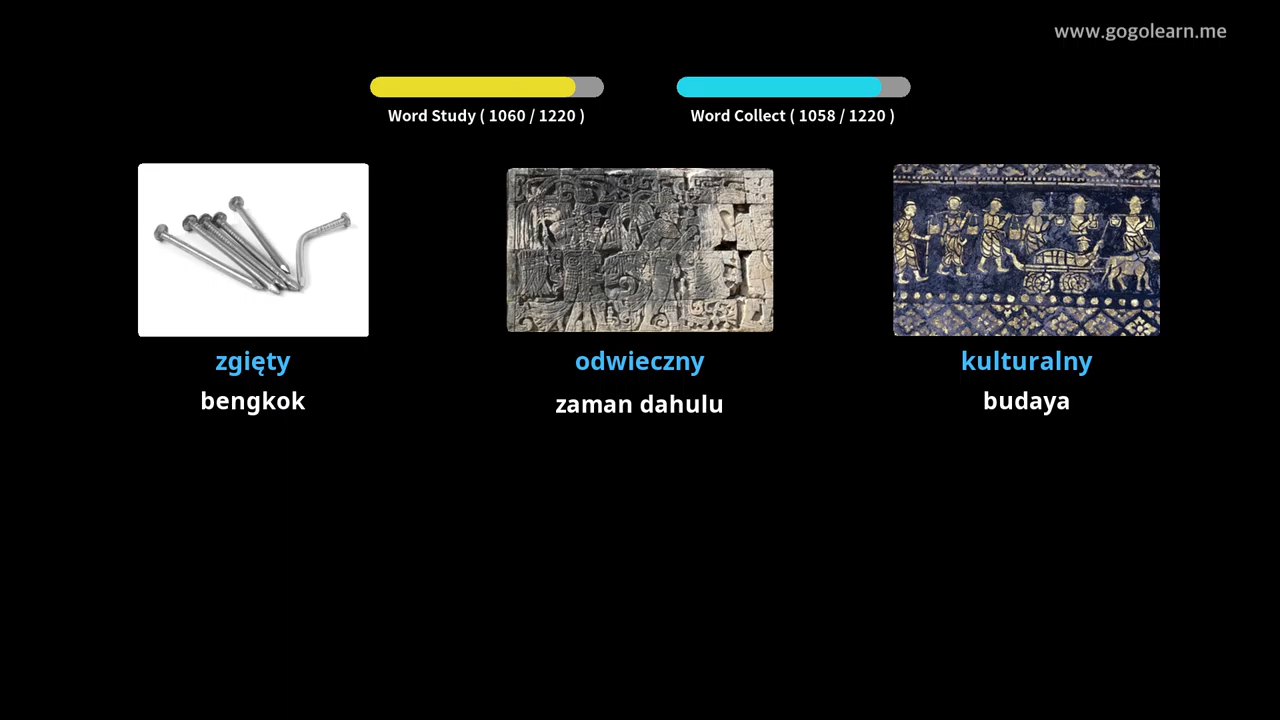 www.gogolearn.me
Word Study ( 1060 / 1220 )
Word Collect ( 1058 / 1220 )
zgięty
odwieczny
kulturalny
bengkok
zaman dahulu
budaya